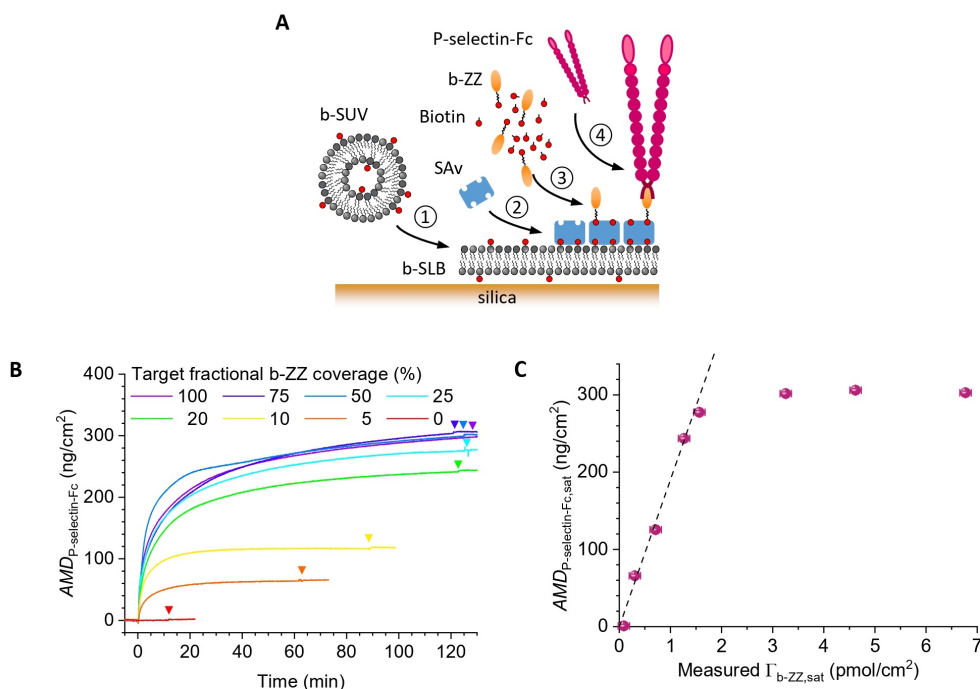 A
P-selectin-Fc
b-ZZ
b-SUV
Biotin
SAv
④
③
①
②
b-SLB
silica
B
C
Target fractional b-ZZ coverage (%)
100 75 50 25
20 10 5 0
AMD P-selectin-Fc (ng/cm²)
400
300
200
100
0
0 20 40 60 80 100 120
Time (min)
AMD P-selectin-Fc,sat (ng/cm²)
300
200
100
0
0 1 2 3 4 5 6 7
Measured Γb-ZZ,sat (pmol/cm²)